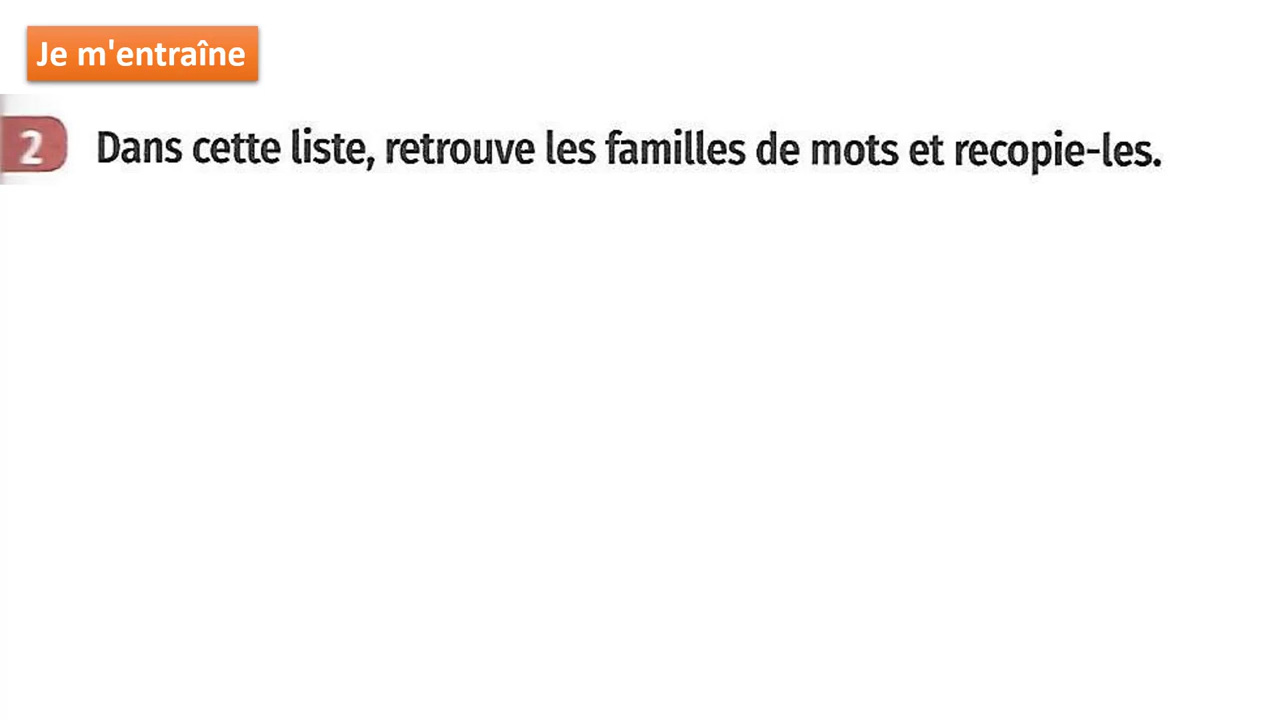 Je m'entraîne
2 Dans cette liste, retrouve les familles de mots et recopie-les.